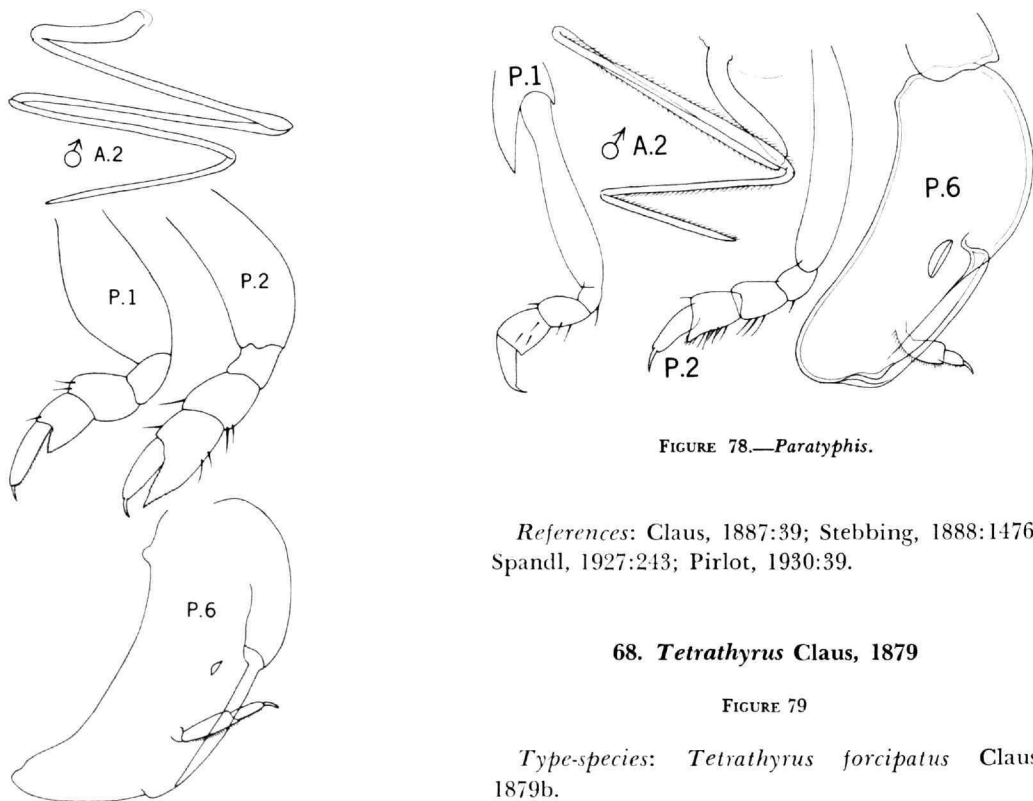 ♂ A.2
P.1
P.2
P.6
P.1
♂ A.2
P.2
P.6
FIGURE 78.—Paratyphis.
References: Claus, 1887:39; Stebbing, 1888:1476
Spandl, 1927:243; Pirlot, 1930:39.
68. Tetrathyrus Claus, 1879
FIGURE 79
Type-species: Tetrathyrus forcipatus Claus
1879b.